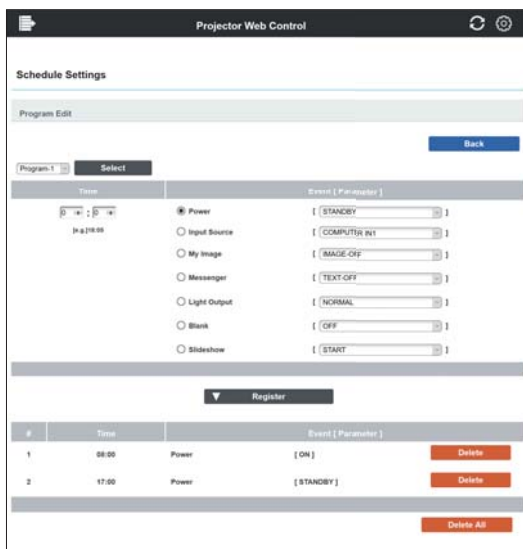 Projector Web Control
Schedule Settings
Program Edit
Back
Program-1 Select
Time Event [ Parameter ]
0 : 0 Power [ STANDBY ]
[e.g.]18:00 Input Source [ COMPUTER IN1 ]
My Image [ IMAGE-OFF ]
Messenger [ TEXT-OFF ]
Light Output [ NORMAL ]
Blank [ OFF ]
Slideshow [ START ]
▼ Register
# Time Event [ Parameter ]
1 08:00 Power [ ON ] Delete
2 17:00 Power [ STANDBY ] Delete
Delete All